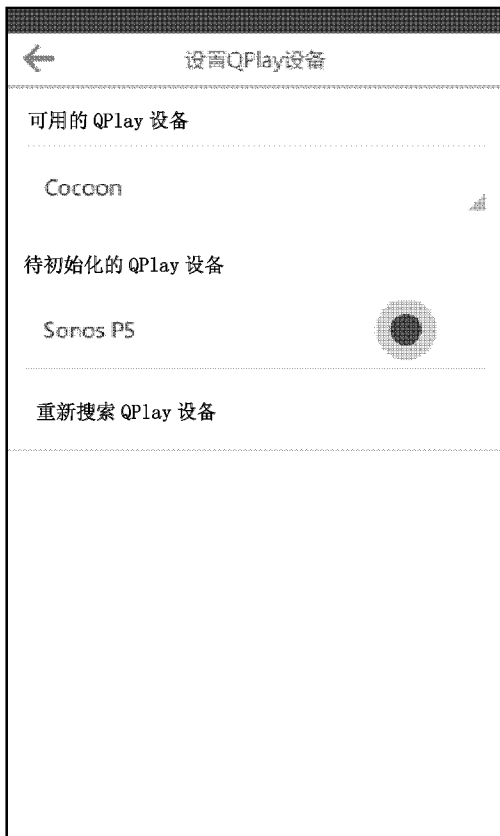 设置QPlay设备
可用的 QPlay 设备
Cocoon
待初始化的 QPlay 设备
Sonos P5
重新搜索 QPlay 设备